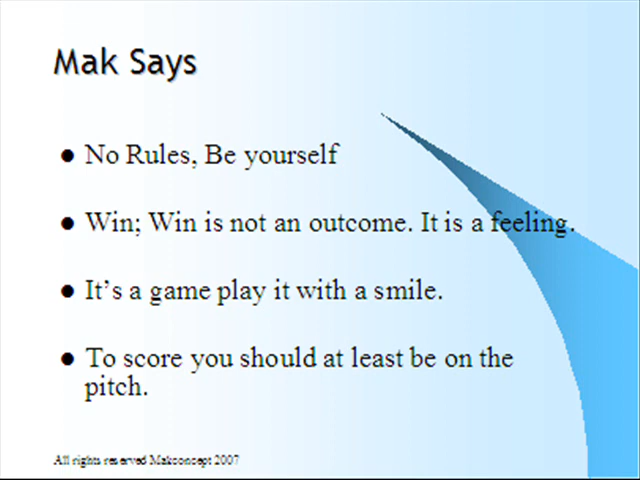 Mak Says
● No Rules, Be yourself
● Win; Win is not an outcome. It is a feeling.
● It's a game play it with a smile.
● To score you should at least be on the
pitch.
All rights reserved Makconcept 2007